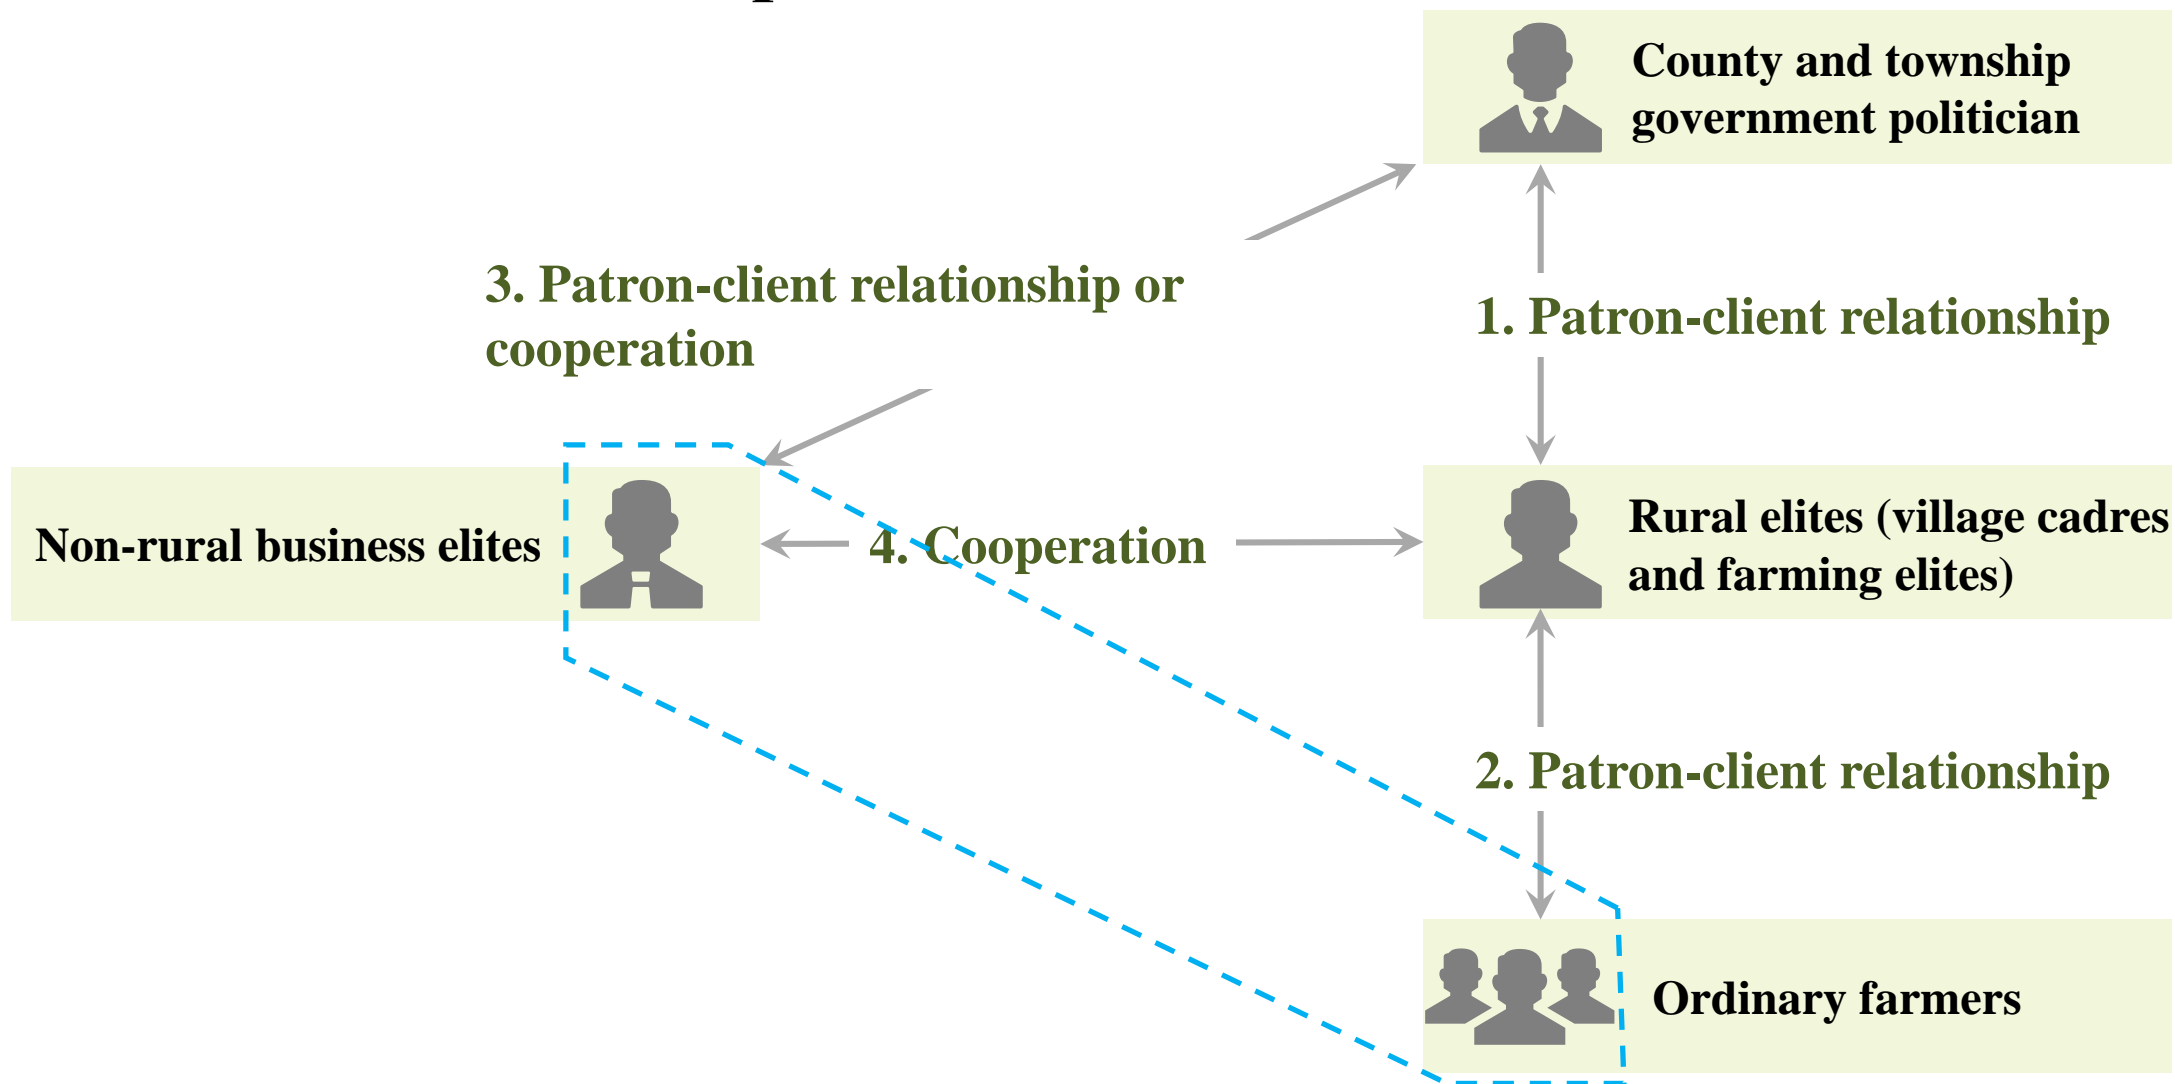 County and township
government politician
3. Patron-client relationship or
cooperation
1. Patron-client relationship
Non-rural business elites
4. Cooperation
Rural elites (village cadres
and farming elites)
2. Patron-client relationship
Ordinary farmers